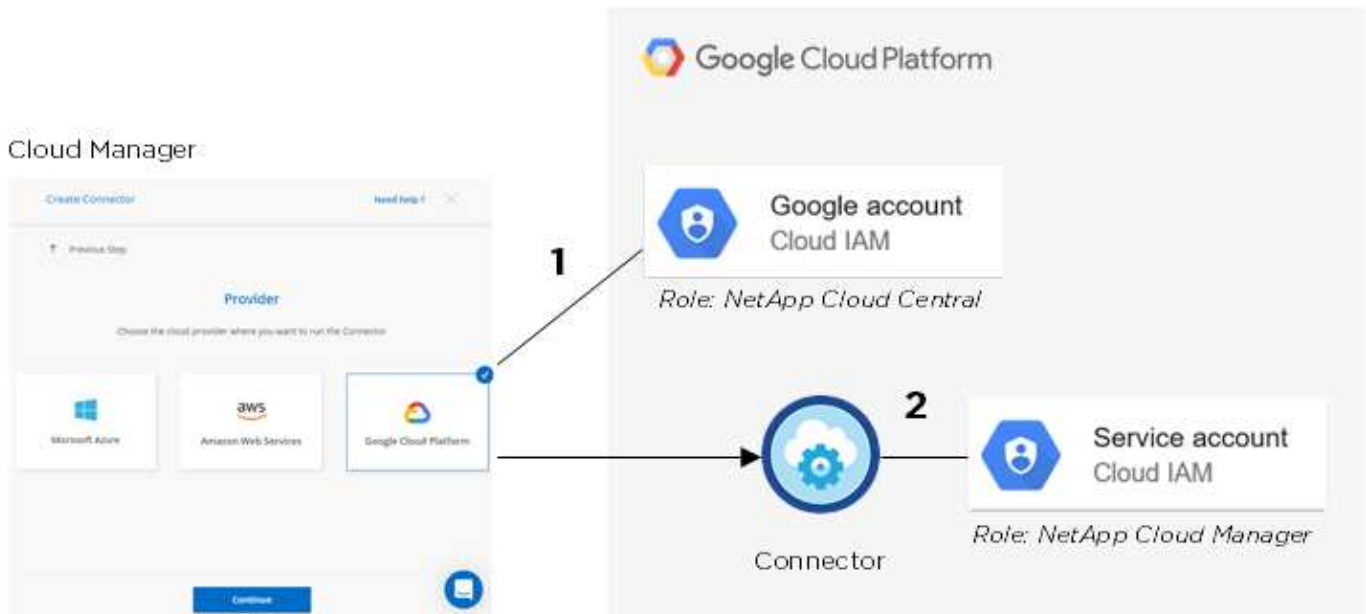 Google Cloud Platform
Cloud Manager
Create Connector
Need help ?
Previous Step
Provider
Choose the cloud provider where you want to run the Connector
Microsoft Azure
aws
Amazon Web Services
Google Cloud Platform
Continue
1
Google account
Cloud IAM
Role: NetApp Cloud Central
2
Connector
Service account
Cloud IAM
Role: NetApp Cloud Manager